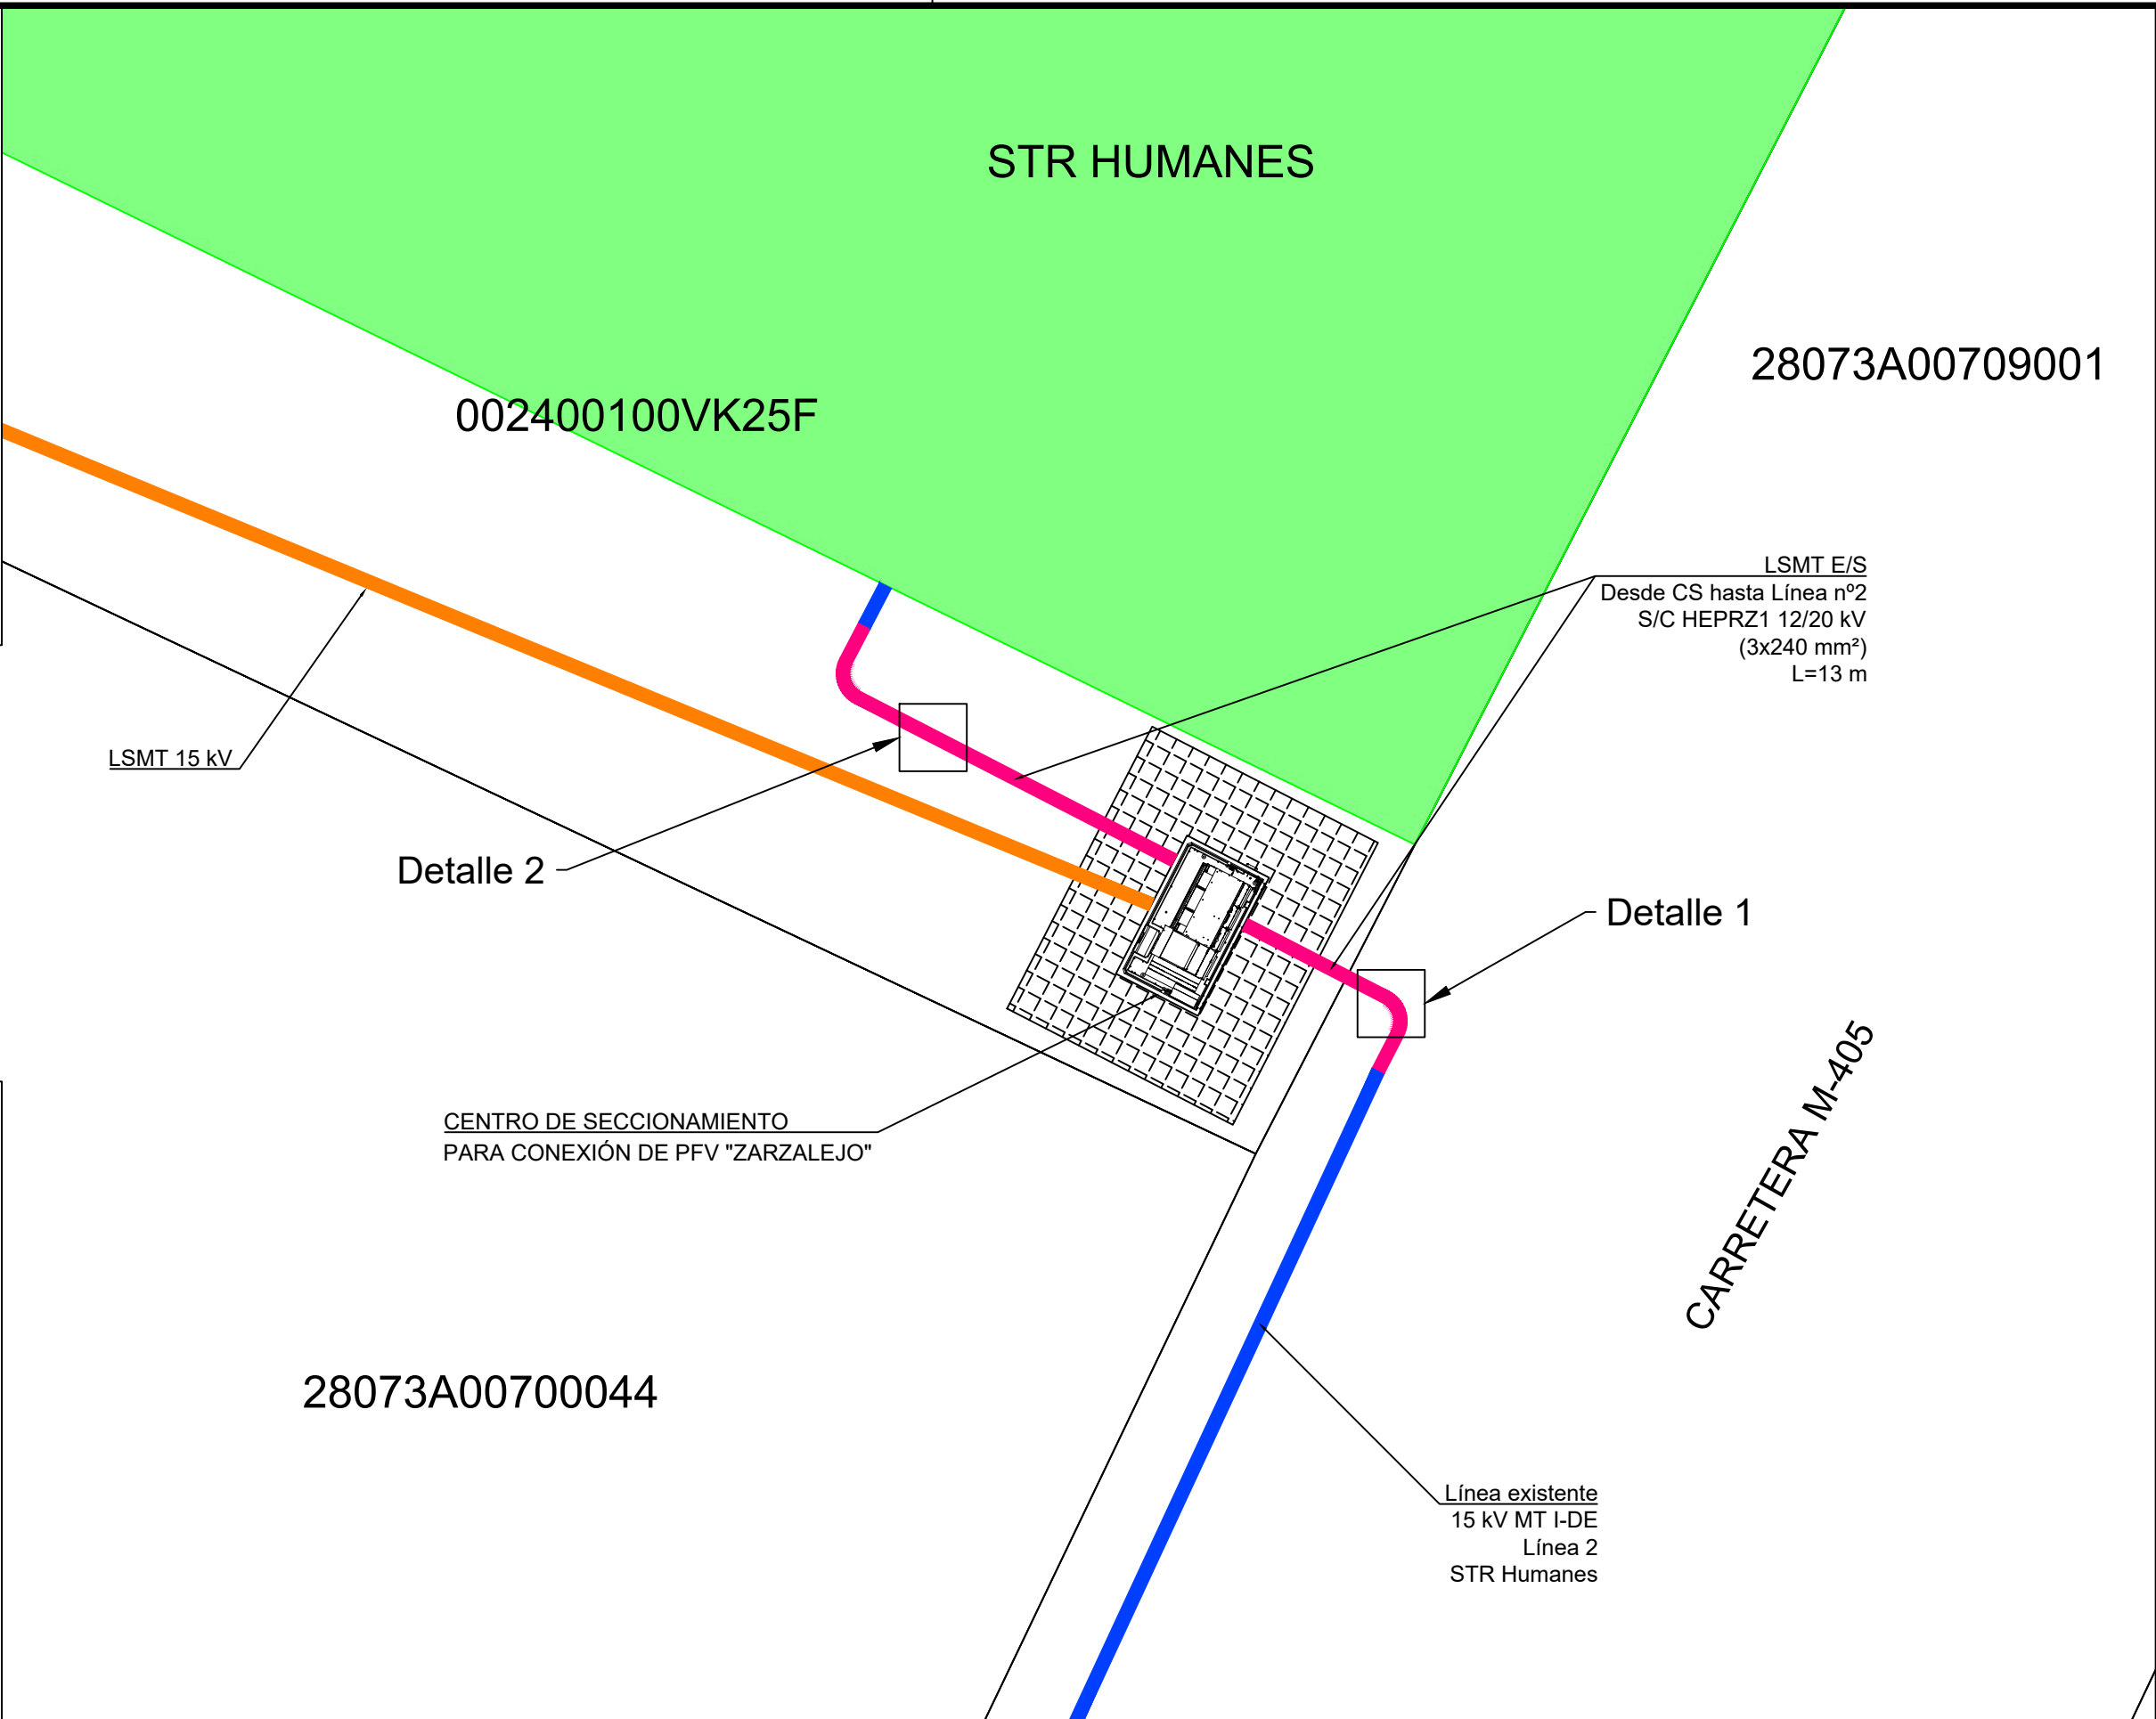 STR HUMANES
28073A00709001
002400100VK25F
LSMT E/S
Desde CS hasta Línea nº2
S/C HEPRZ1 12/20 kV
(3x240 mm²)
L=13 m
LSMT 15 kV
Detalle 2
Detalle 1
CARRETERA M-405
CENTRO DE SECCIONAMIENTO
PARA CONEXIÓN DE PFV "ZARZALEJO"
28073A00700044
Línea existente
15 kV MT I-DE
Línea 2
STR Humanes